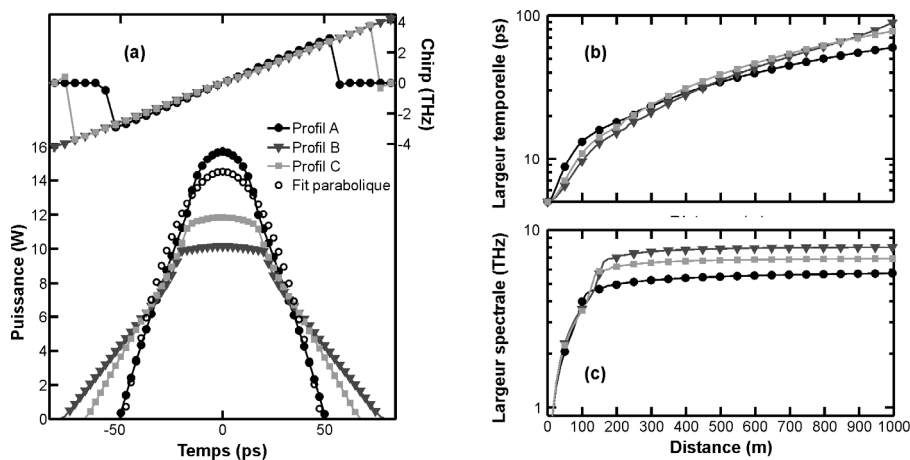 (a)
4
2
0
-2
-4
Chirp (THz)
Profil A
Profil B
Profil C
Fit parabolique
16
14
12
10
8
6
4
2
0
Puissance (W)
-50
0
50
Temps (ps)
(b)
100
10
Largeur temporelle (ps)
(c)
10
1
Largeur spectrale (THz)
0
100
200
300
400
500
600
700
800
900
1000
Distance (m)